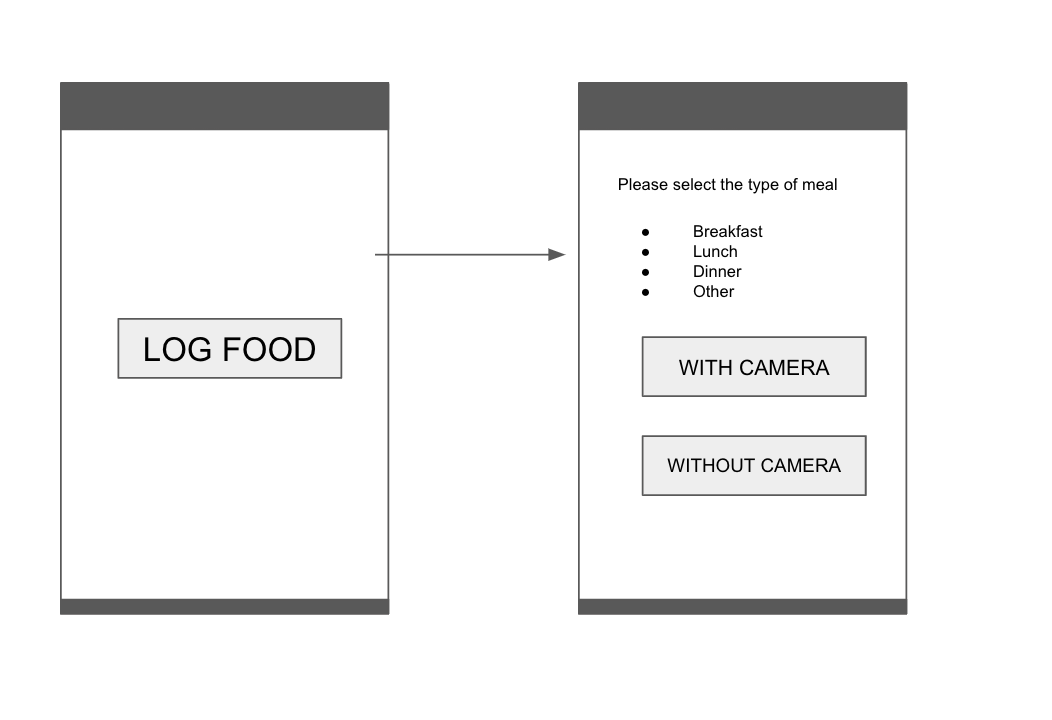 LOG FOOD
Please select the type of meal
● Breakfast
● Lunch
● Dinner
● Other
WITH CAMERA
WITHOUT CAMERA